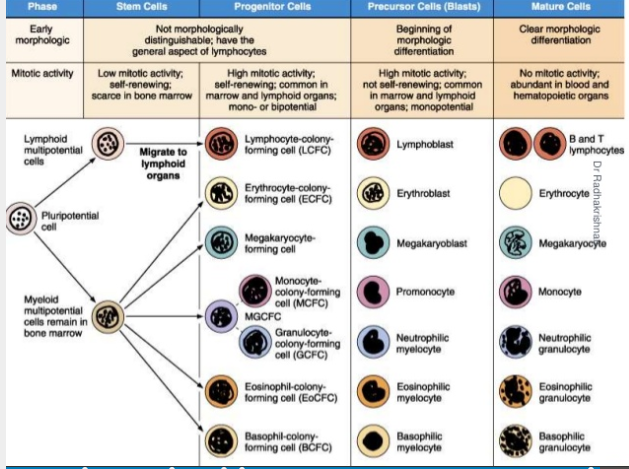 Phase
Stem Cells
Progenitor Cells
Precursor Cells (Blasts)
Mature Cells
Early
morphologic
Not morphologically
distinguishable; have the
general aspect of lymphocytes
Beginning of
morphologic
differentiation
Clear morphologic
differentiation
Mitotic activity
Low mitotic activity;
self-renewing;
scarce in bone marrow
High mitotic activity;
self-renewing; common in
marrow and lymphoid organs;
mono- or bipotential
High mitotic activity;
not self-renewing; common
in marrow and lymphoid
organs; monopotential
No mitotic activity;
abundant in blood and
hematopoietic organs
Lymphoid
multipotential
cells
Migrate to
lymphoid
organs
Lymphocyte-colony-
forming cell (LCFC)
Lymphoblast
B and T
lymphocytes
Erythrocyte-colony-
forming cell (ECFC)
Erythroblast
Erythrocyte
Pluripotential
cell
Megakaryocyte-
forming cell
Megakaryoblast
Megakaryocyte
Monocyte-
colony-forming
cell (MCFC)
Promonocyte
Monocyte
Myeloid
multipotential
cells remain in
bone marrow
MGCFC
Granulocyte-
colony-forming
cell (GCFC)
Neutrophilic
myelocyte
Neutrophilic
granulocyte
Eosinophil-colony-
forming cell (EoCFC)
Eosinophilic
myelocyte
Eosinophilic
granulocyte
Basophil-colony-
forming cell (BCFC)
Basophilic
myelocyte
Basophilic
granulocyte
Dr Radhakrishna